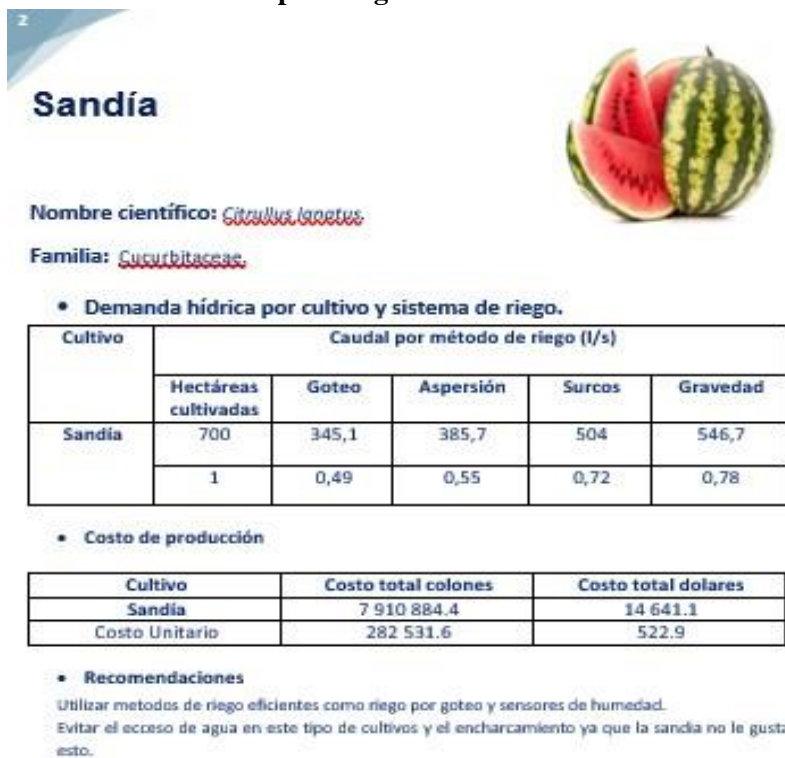 2
Sandía
Nombre científico: Citrullus lanatus.
Familia: Cucurbitaceae.
• Demanda hídrica por cultivo y sistema de riego.
Cultivo Caudal por método de riego (l/s)
Hectáreas cultivadas Goteo Aspersión Surcos Gravedad
Sandía 700 345,1 385,7 504 546,7
1 0,49 0,55 0,72 0,78
• Costo de producción
Cultivo Costo total colones Costo total dolares
Sandía 7 910 884.4 14 641.1
Costo Unitario 282 531.6 522.9
• Recomendaciones
Utilizar metodos de riego eficientes como riego por goteo y sensores de humedad.
Evitar el ecceso de agua en este tipo de cultivos y el encharcamiento ya que la sandia no le gusta
esto.